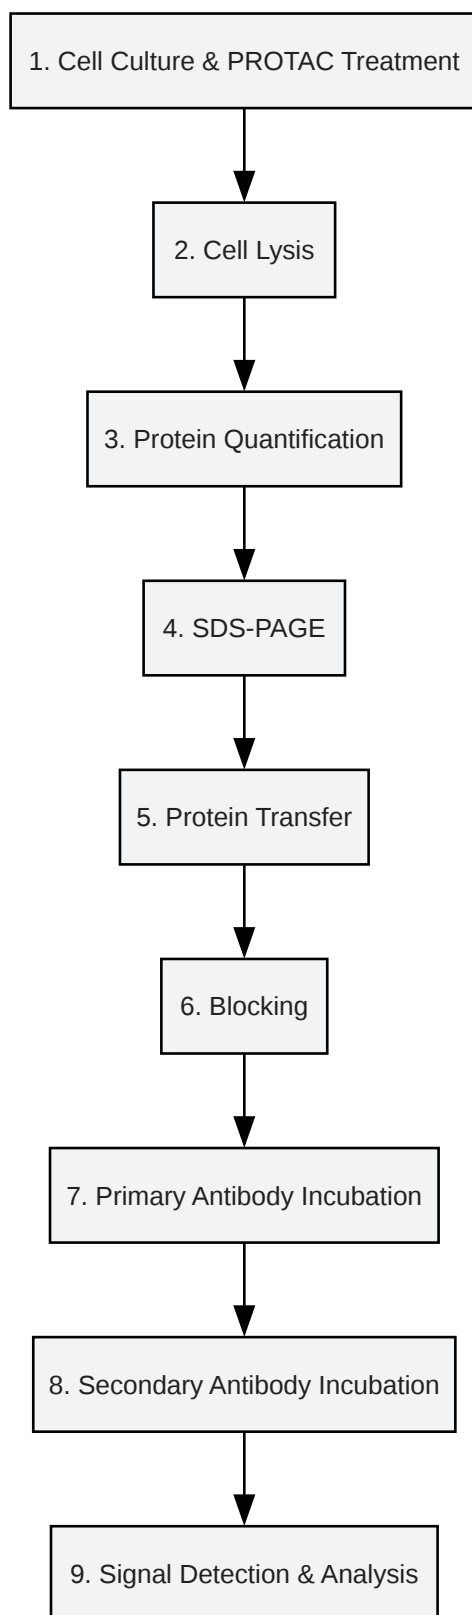 1. Cell Culture & PROTAC Treatment
2. Cell Lysis
3. Protein Quantification
4. SDS-PAGE
5. Protein Transfer
6. Blocking
7. Primary Antibody Incubation
8. Secondary Antibody Incubation
9. Signal Detection & Analysis